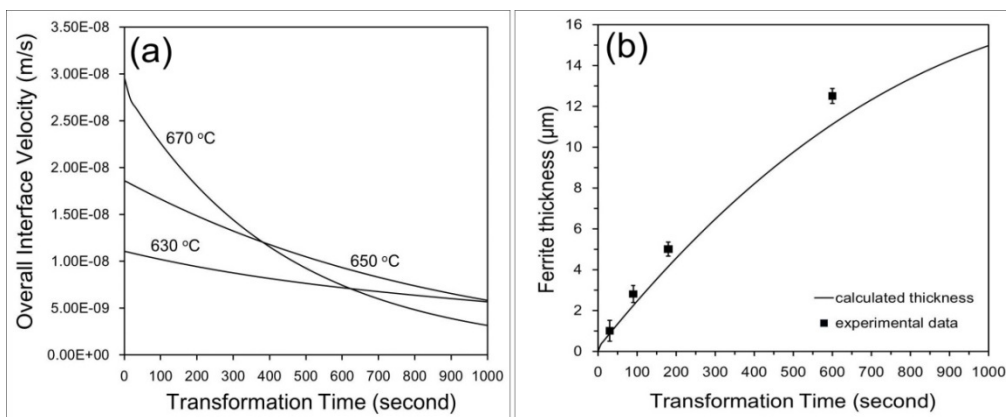 (a)
Overall Interface Velocity (m/s)
3.50E-08
3.00E-08
2.50E-08
2.00E-08
1.50E-08
1.00E-08
5.00E-09
0.00E+00
670 °C
650 °C
630 °C
0 100 200 300 400 500 600 700 800 900 1000
Transformation Time (second)
(b)
Ferrite thickness (μm)
16
14
12
10
8
6
4
2
0
calculated thickness
experimental data
0 100 200 300 400 500 600 700 800 900 1000
Transformation Time (second)